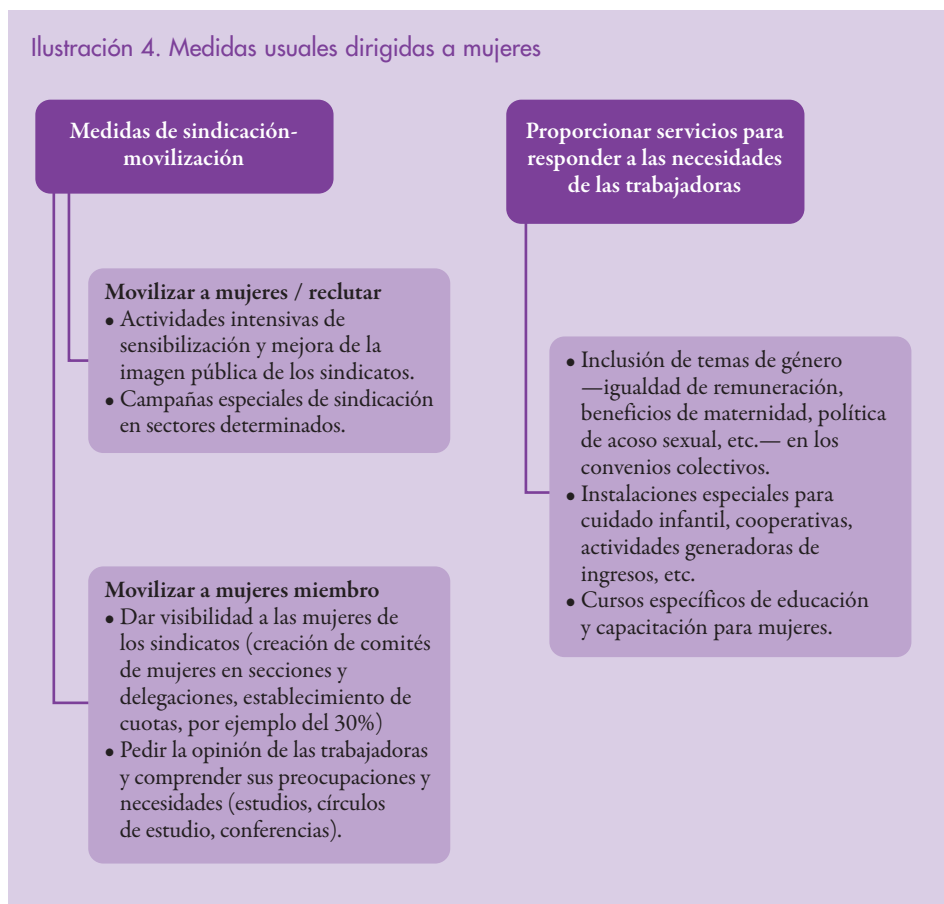 Ilustración 4. Medidas usuales dirigidas a mujeres
Medidas de sindicación-
movilización
Movilizar a mujeres / reclutar
• Actividades intensivas de
sensibilización y mejora de la
imagen pública de los sindicatos.
• Campañas especiales de sindicación
en sectores determinados.
Movilizar a mujeres miembro
• Dar visibilidad a las mujeres de
los sindicatos (creación de comités
de mujeres en secciones y
delegaciones, establecimiento de
cuotas, por ejemplo del 30%)
• Pedir la opinión de las trabajadoras
y comprender sus preocupaciones y
necesidades (estudios, círculos
de estudio, conferencias).
Proporcionar servicios para
responder a las necesidades
de las trabajadoras
• Inclusión de temas de género
—igualdad de remuneración,
beneficios de maternidad, política
de acoso sexual, etc.— en los
convenios colectivos.
• Instalaciones especiales para
cuidado infantil, cooperativas,
actividades generadoras de
ingresos, etc.
• Cursos específicos de educación
y capacitación para mujeres.